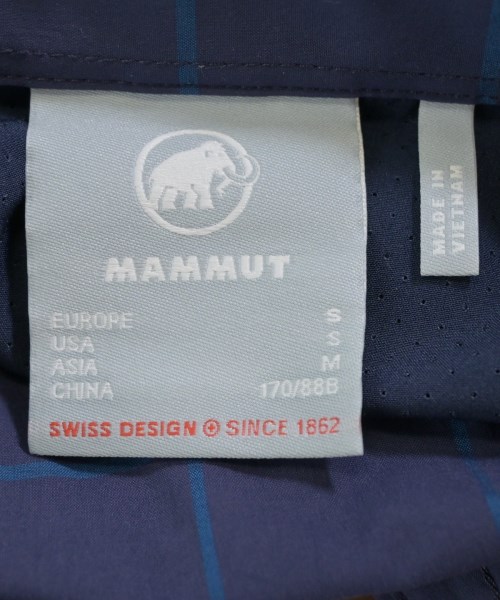 MAMMUT
EUROPE S
USA S
ASIA M
CHINA 170/88B
SWISS DESIGN SINCE 1862
MADE IN
VIETNAM